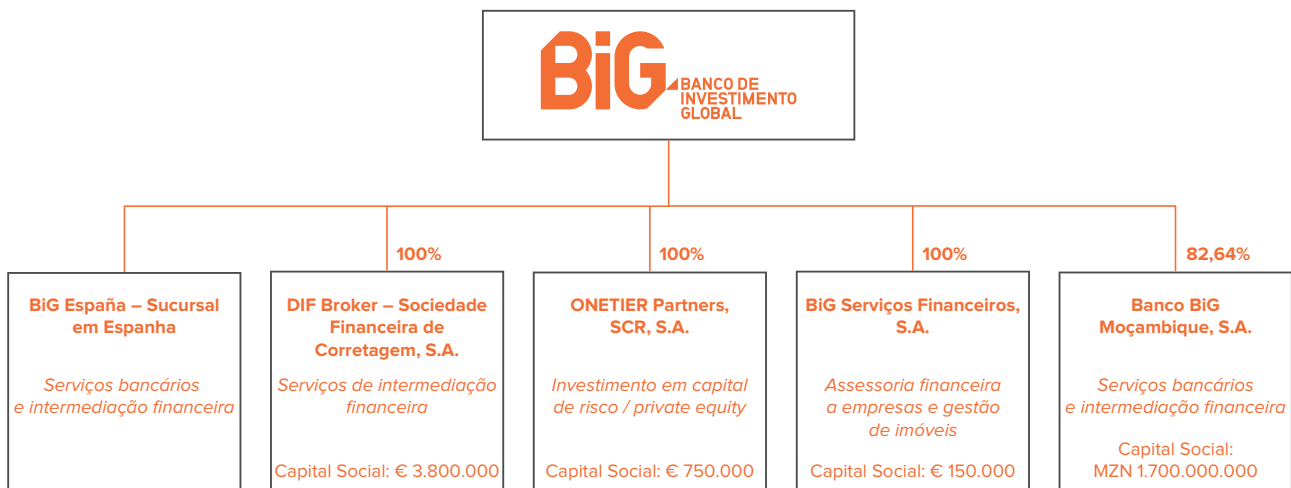 BiG
BANCO DE
INVESTIMENTO
GLOBAL
BiG España – Sucursal
em Espanha
Serviços bancários
e intermediação financeira
100%
DIF Broker – Sociedade
Financeira de
Corretagem, S.A.
Serviços de intermediação
financeira
Capital Social: € 3.800.000
100%
ONETIER Partners,
SCR, S.A.
Investimento em capital
de risco / private equity
Capital Social: € 750.000
100%
BiG Serviços Financeiros,
S.A.
Assessoria financeira
a empresas e gestão
de imóveis
Capital Social: € 150.000
82,64%
Banco BiG
Moçambique, S.A.
Serviços bancários
e intermediação financeira
Capital Social:
MZN 1.700.000.000